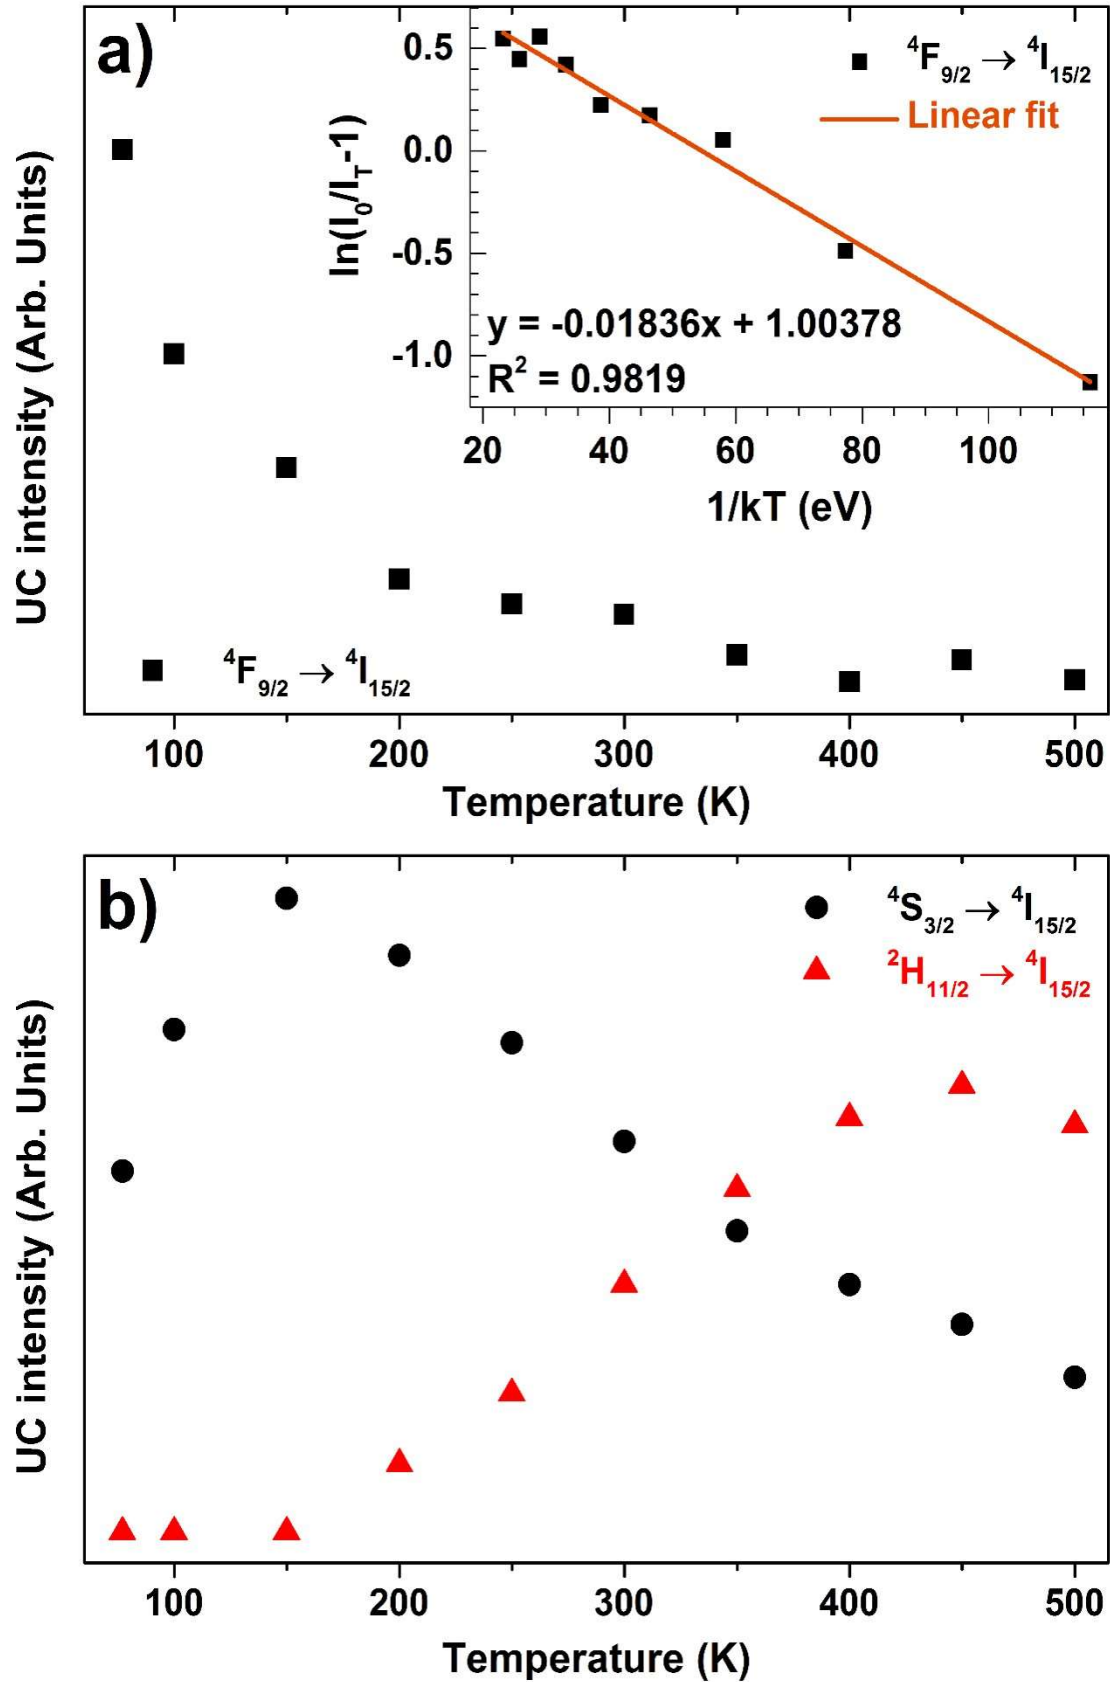 a)
UC intensity (Arb. Units)
⁴F₉/₂ → ⁴I₁₅/₂
Linear fit
ln(I₀/I_T-1)
0.5
0.0
-0.5
-1.0
y = -0.01836x + 1.00378
R² = 0.9819
20 40 60 80 100
1/kT (eV)
⁴F₉/₂ → ⁴I₁₅/₂
100 200 300 400 500
Temperature (K)
b)
UC intensity (Arb. Units)
⁴S₃/₂ → ⁴I₁₅/₂
²H₁₁/₂ → ⁴I₁₅/₂
100 200 300 400 500
Temperature (K)